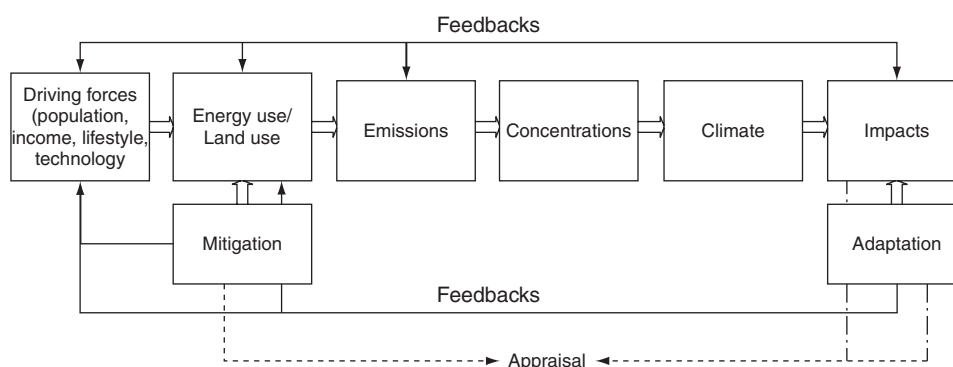 Feedbacks
Driving forces
(population,
income, lifestyle,
technology
Energy use/
Land use
Emissions
Concentrations
Climate
Impacts
Mitigation
Adaptation
Feedbacks
Appraisal